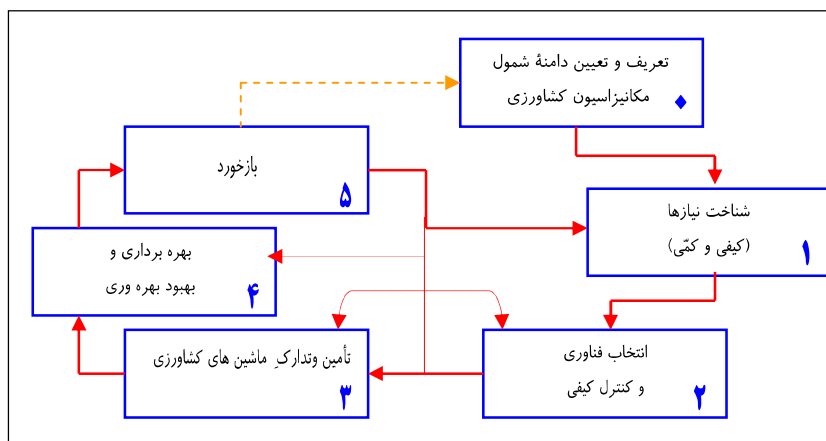 تعریف و تعیین دامنهٔ شمول
مکانیزاسیون کشاورزی
۰
شناخت نیازها
(کیفی و کمّی)
۱
انتخاب فناوری
و کنترل کیفی
۲
تأمین وتدارکِ ماشین های کشاورزی
۳
بهره برداری و
بهبود بهره وری
۴
بازخورد
۵